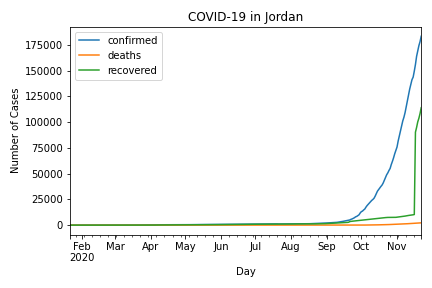 COVID-19 in Jordan
confirmed
deaths
recovered
Number of Cases
175000
150000
125000
100000
75000
50000
25000
0
Feb Mar Apr May Jun Jul Aug Sep Oct Nov
2020
Day